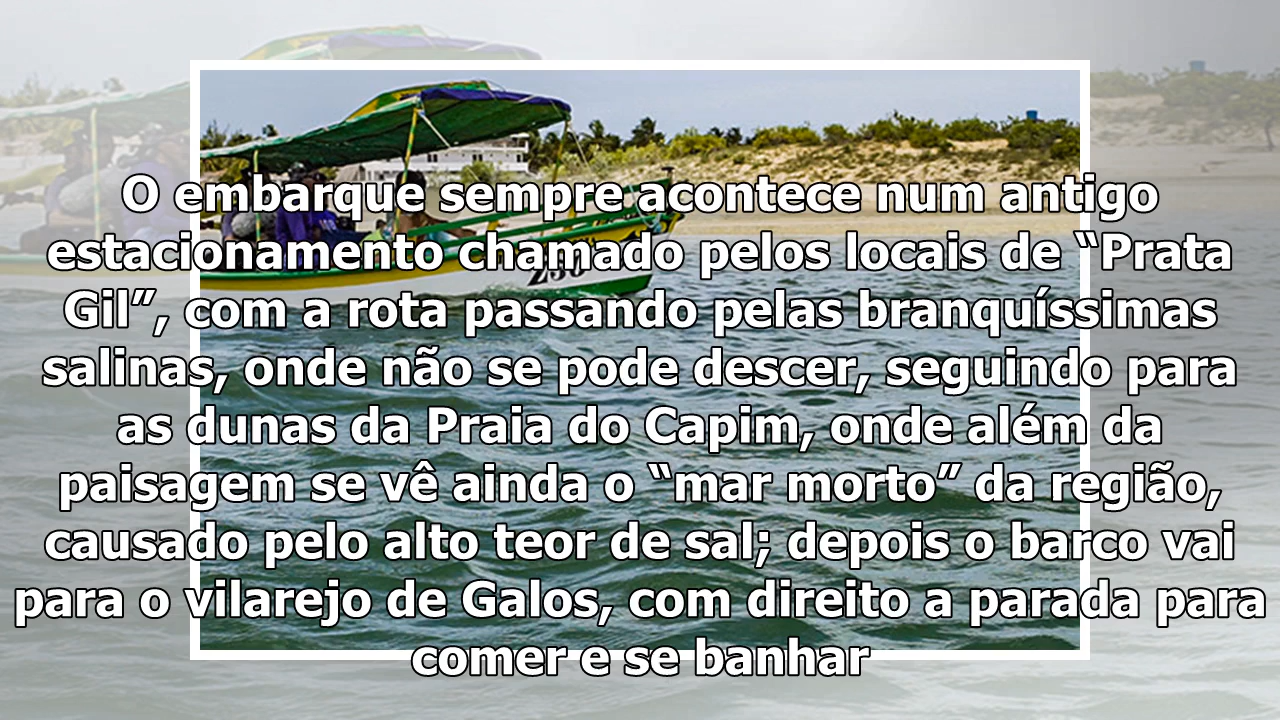 O embarque sempre acontece num antigo
estacionamento chamado pelos locais de “Prata
Gil”, com a rota passando pelas branquíssimas
salinas, onde não se pode descer, seguindo para
as dunas da Praia do Capim, onde além da
paisagem se vê ainda o “mar morto” da região,
causado pelo alto teor de sal; depois o barco vai
para o vilarejo de Galos, com direito a parada para
comer e se banhar